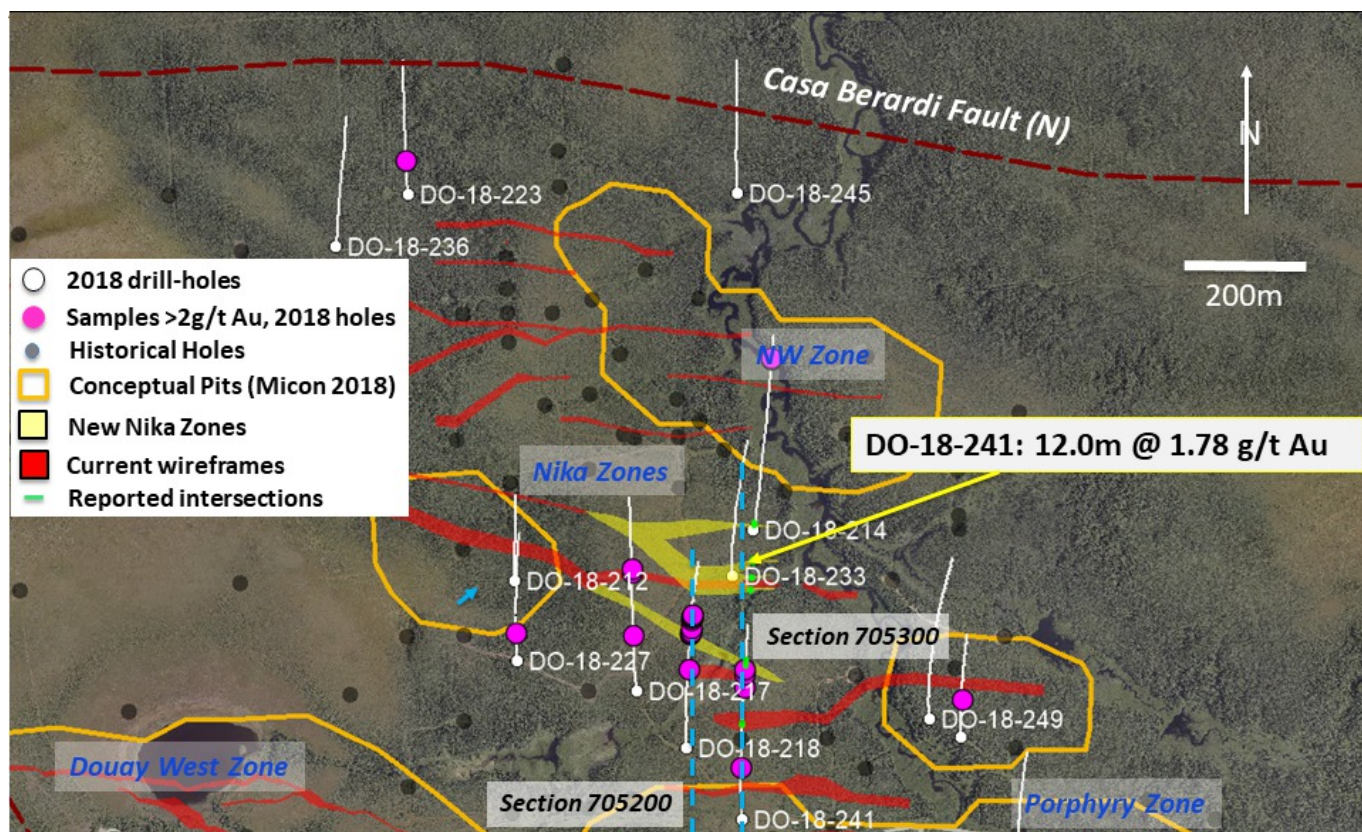 Casa Berardi Fault (N)
N
DO-18-223
DO-18-245
DO-18-236
200m
2018 drill-holes
Samples >2g/t Au, 2018 holes
Historical Holes
Conceptual Pits (Micon 2018)
New Nika Zones
Current wireframes
Reported intersections
NW Zone
DO-18-241: 12.0m @ 1.78 g/t Au
Nika Zones
DO-18-214
DO-18-212
DO-18-233
Section 705300
DO-18-227
DO-18-217
DO-18-249
DO-18-218
Douay West Zone
Section 705200
Porphyry Zone
DO-18-241